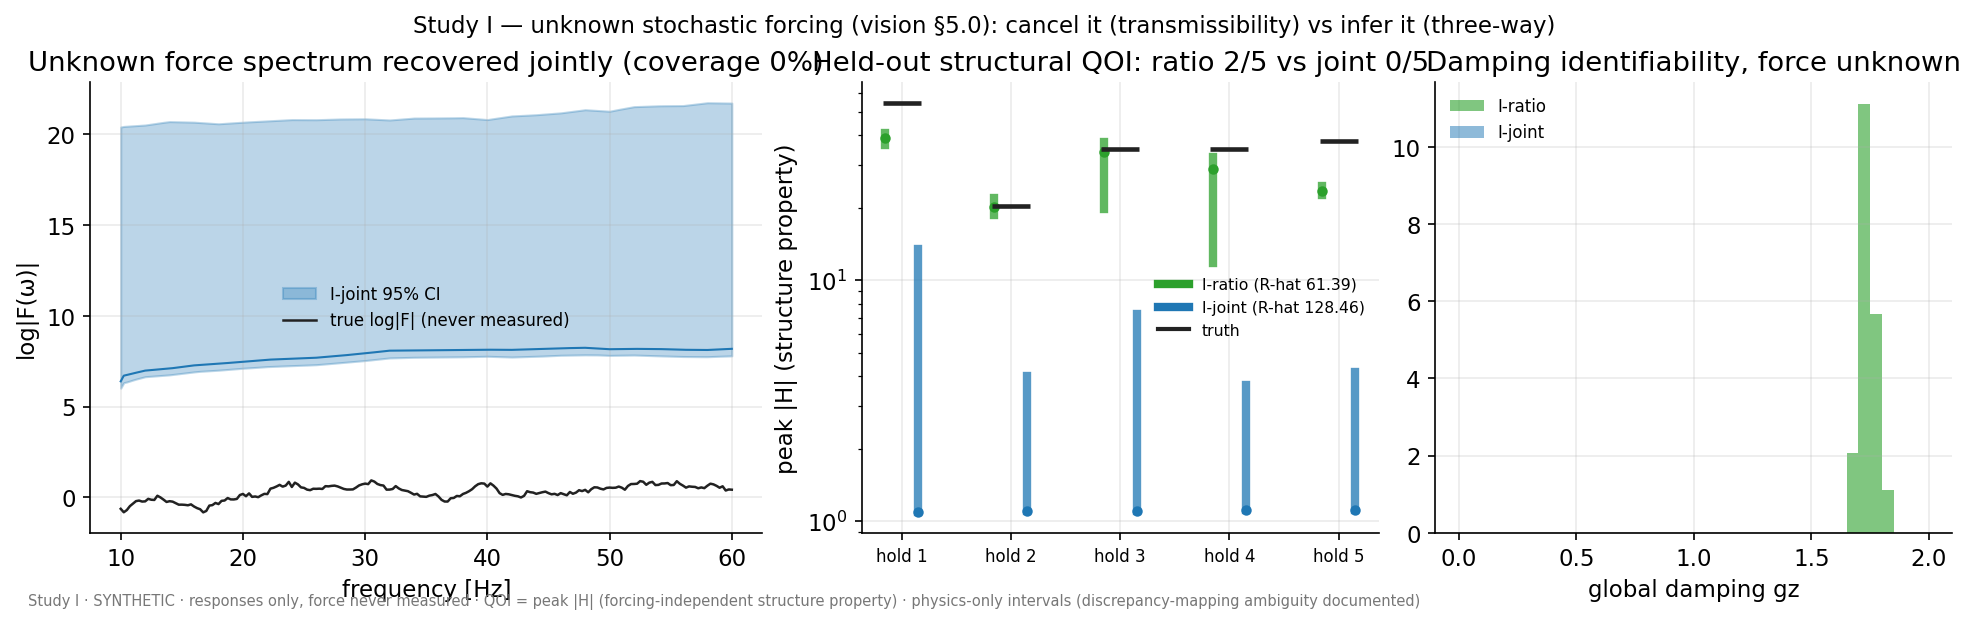 Study I — unknown stochastic forcing (vision §5.0): cancel it (transmissibility) vs infer it (three-way)
Unknown force spectrum recovered jointly (coverage 0%)
log|F(ω)|
20
15
10
5
0
I-joint 95% CI
true log|F| (never measured)
10
20
30
40
50
60
frequency [Hz]
Held-out structural QOI: ratio 2/5 vs joint 0/5
peak |H| (structure property)
10¹
10⁰
I-ratio (R-hat 61.39)
I-joint (R-hat 128.46)
truth
hold 1
hold 2
hold 3
hold 4
hold 5
Damping identifiability, force unknown
I-ratio
I-joint
10
8
6
4
2
0
0.0
0.5
1.0
1.5
2.0
global damping gz
Study I · SYNTHETIC · responses only, force never measured · QOI = peak |H| (forcing-independent structure property) · physics-only intervals (discrepancy-mapping ambiguity documented)